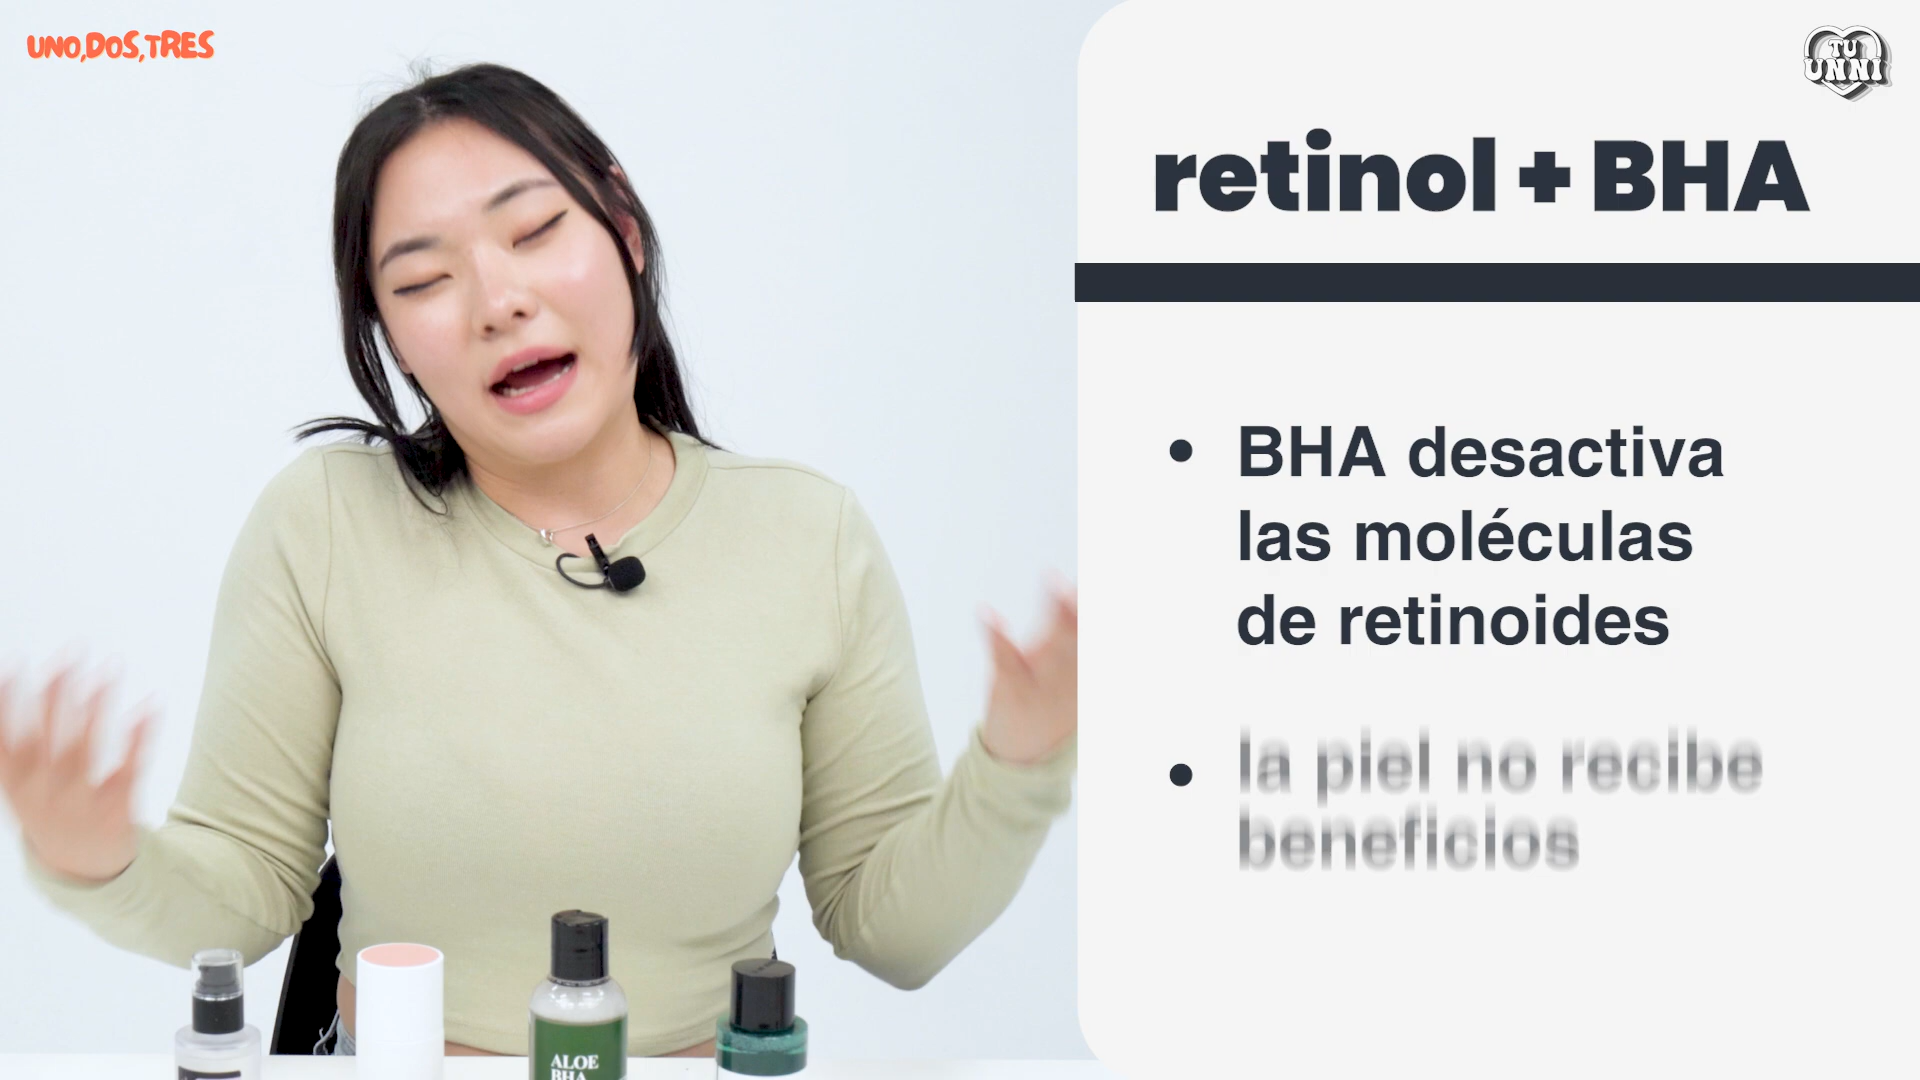 UNO,DOS,TRES
TU
UNNI
retinol + BHA
• BHA desactiva
las moléculas
de retinoides
• la piel no recibe
beneficios
ALOE
BHA